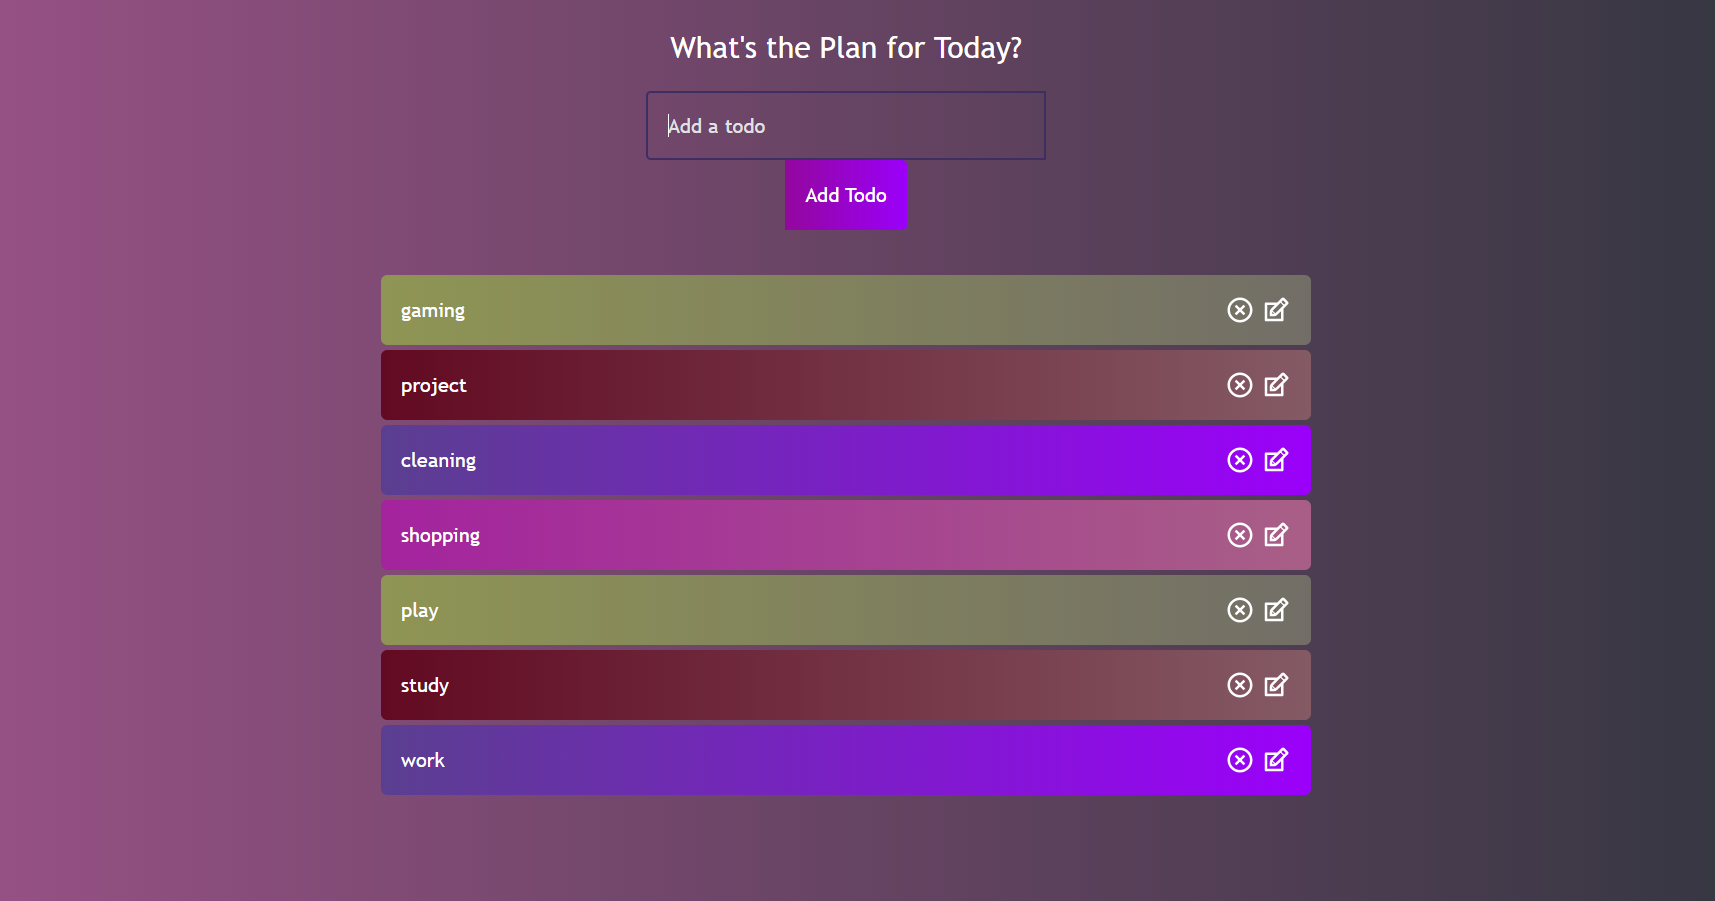 What's the Plan for Today?
Add a todo
Add Todo
gaming
project
cleaning
shopping
play
study
work